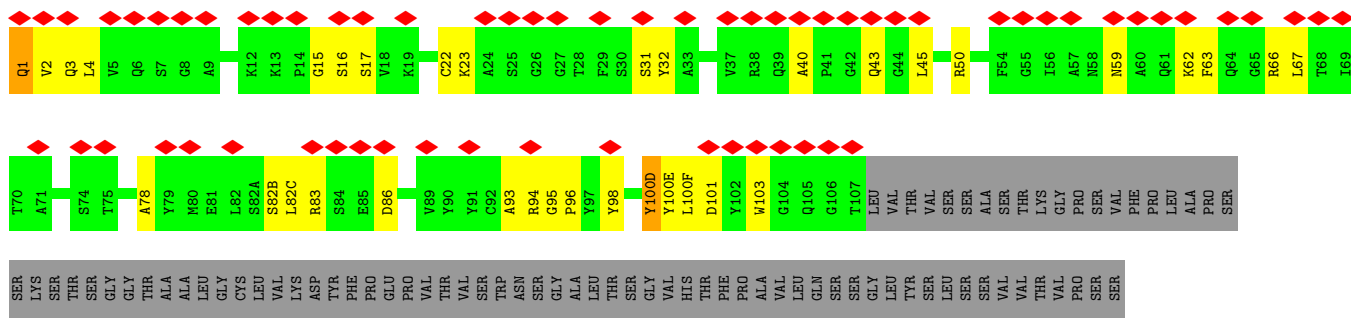 Q1 V2 Q3 L4 V5 Q6 S7 G8 A9 K12 K13 P14 G15 S16 S17 V18 K19 C22 K23 A24 S25 G26 G27 T28 F29 S30 S31 Y32 A33 V37 R38 Q39 A40 P41 G42 Q43 G44 L45 R50 F54 G55 I56 A57 N58 N59 A60 Q61 K62 F63 Q64 G65 R66 L67 T68 I69
T70 A71 S74 T75 A78 Y79 M80 E81 L82 S82A S82B L82C R83 S84 E85 D86 V89 Y90 Y91 C92 A93 R94 G95 P96 Y97 Y98 Y100D Y100E L100F D101 Y102 W103 G104 Q105 G106 T107 LEU VAL THR VAL SER SER ALA SER THR LYS GLY PRO SER VAL PHE PRO LEU ALA PRO SER
SER LYS SER THR SER GLY GLY THR ALA ALA LEU GLY CYS LEU VAL LYS ASP TYR PHE PRO GLU PRO VAL THR VAL SER TRP ASN SER GLY ALA LEU THR SER GLY VAL HIS THR PHE PRO ALA VAL LEU GLN SER SER GLY LEU TYR SER LEU SER SER VAL VAL THR VAL PRO SER SER